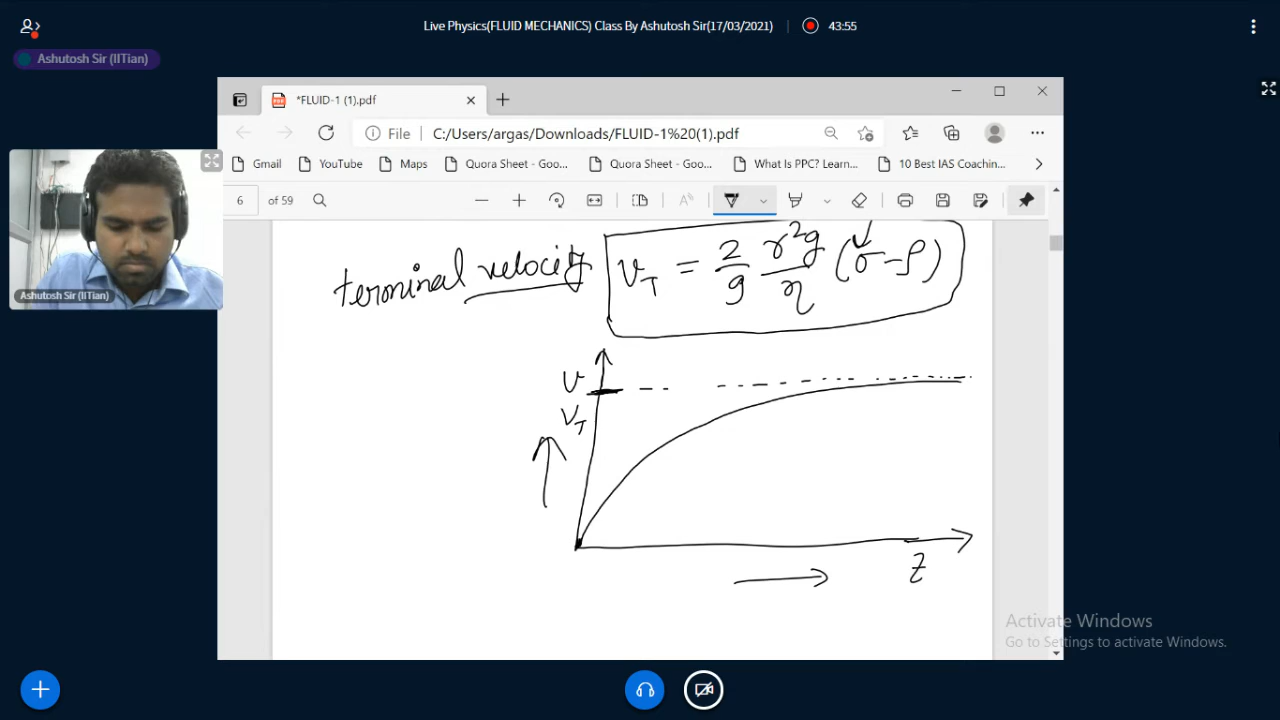 Live Physics(FLUID MECHANICS) Class By Ashutosh Sir(17/03/2021) 43:55
Ashutosh Sir (IITian)
*FLUID-1 (1).pdf
File C:/Users/argas/Downloads/FLUID-1%20(1).pdf
Gmail YouTube Maps Quora Sheet - Goo... Quora Sheet - Goo... What Is PPC? Learn... 10 Best IAS Coachin...
6 of 59
terminal velocity v_T = 2/9 r²g/η (σ-ρ)
Ashutosh Sir (IITian)
v
v_T
z
Activate Windows
Go to Settings to activate Windows.